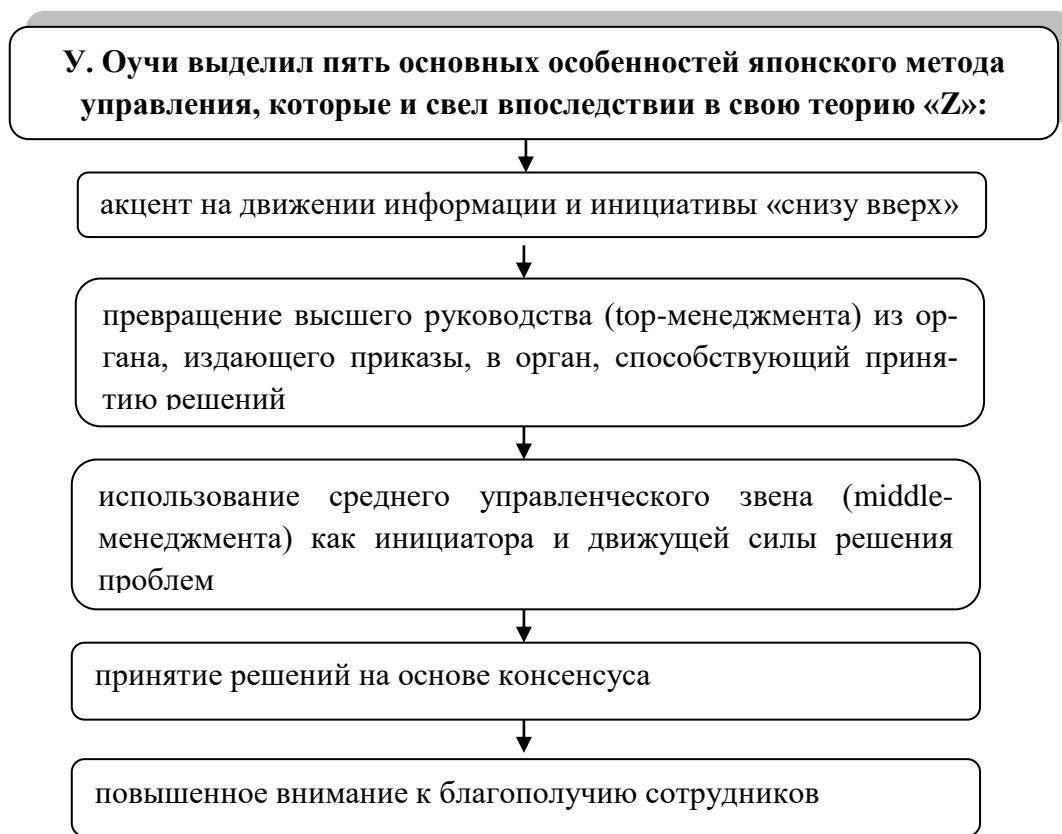 У. Оучи выделил пять основных особенностей японского метода
управления, которые и свел впоследствии в свою теорию «Z»:
акцент на движении информации и инициативы «снизу вверх»
превращение высшего руководства (top-менеджмента) из ор-
гана, издающего приказы, в орган, способствующий приня-
тию решений
использование среднего управленческого звена (middle-
менеджмента) как инициатора и движущей силы решения
проблем
принятие решений на основе консенсуса
повышенное внимание к благополучию сотрудников